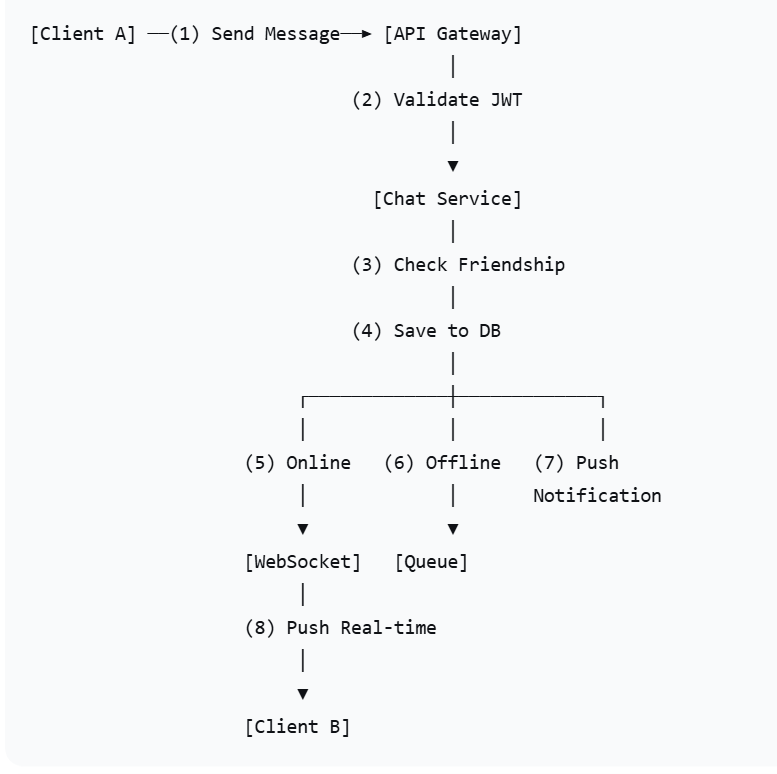 [Client A] —(1) Send Message—► [API Gateway]
(2) Validate JWT
[Chat Service]
(3) Check Friendship
(4) Save to DB
(5) Online (6) Offline (7) Push
Notification
[WebSocket] [Queue]
(8) Push Real-time
[Client B]